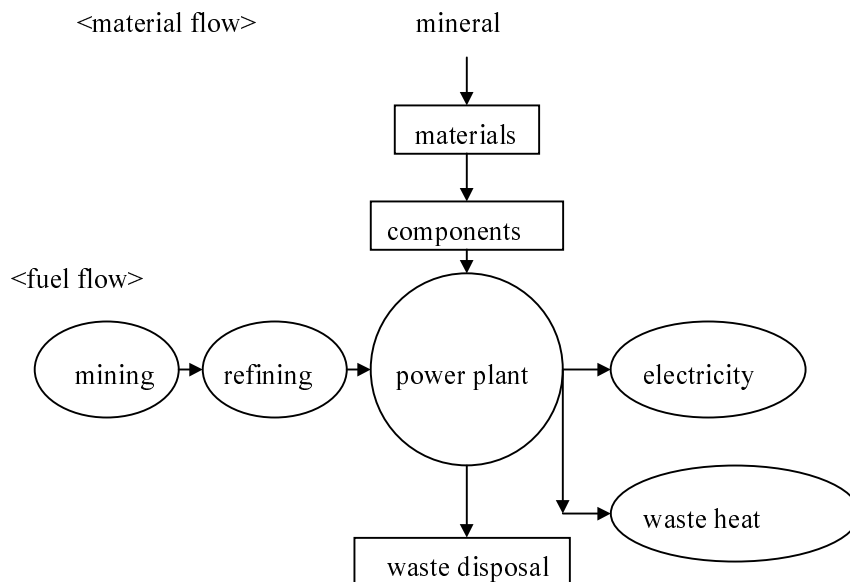 <material flow>
mineral
materials
components
<fuel flow>
mining
refining
power plant
electricity
waste heat
waste disposal